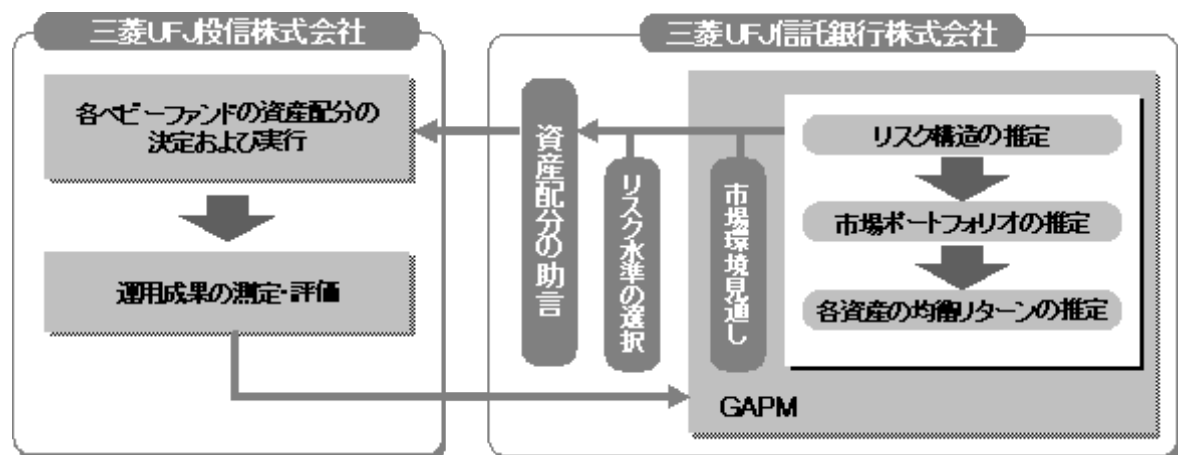 三菱UFJ投信株式会社
各ベビーファンドの資産配分の
決定および実行
運用成果の測定・評価
三菱UFJ信託銀行株式会社
資産配分の助言
リスク水準の選択
市場環境見通し
リスク構造の推定
市場ポートフォリオの推定
各資産の均衡リターンの推定
GAPM